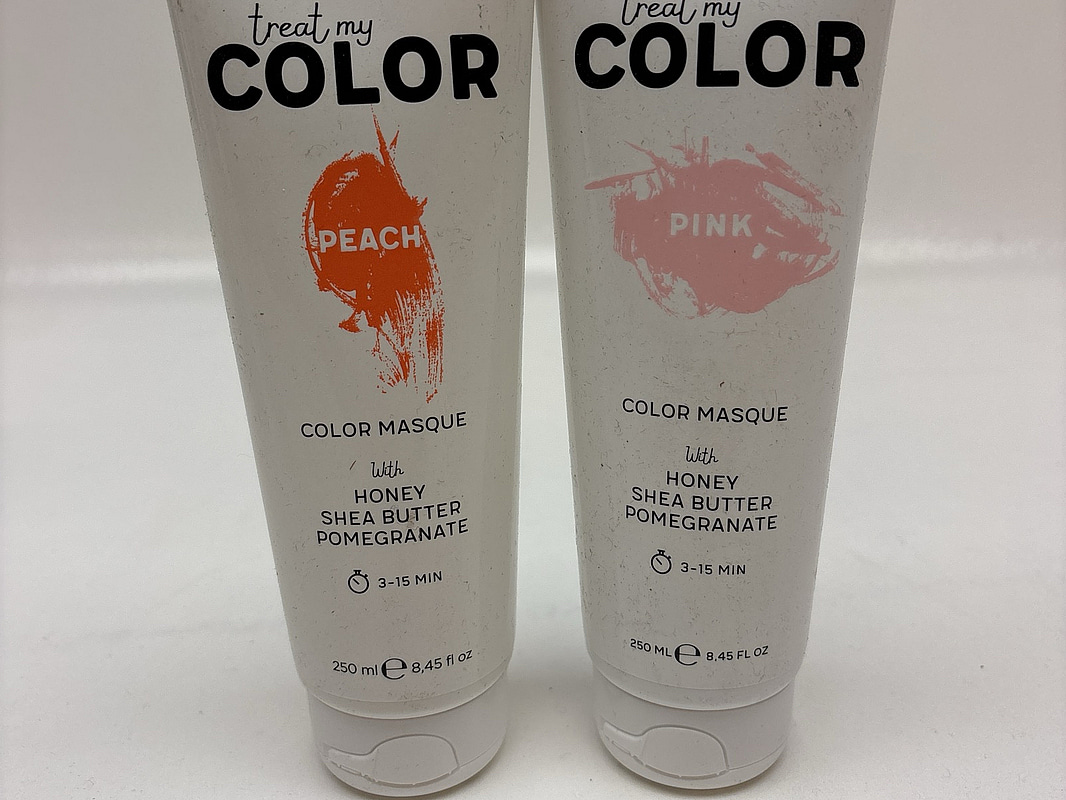 treat my
COLOR
PEACH
COLOR MASQUE
With
HONEY
SHEA BUTTER
POMEGRANATE
3-15 MIN
250 ml e 8,45 fl oz
treat my
COLOR
PINK
COLOR MASQUE
With
HONEY
SHEA BUTTER
POMEGRANATE
3-15 MIN
250 ML e 8,45 FL OZ